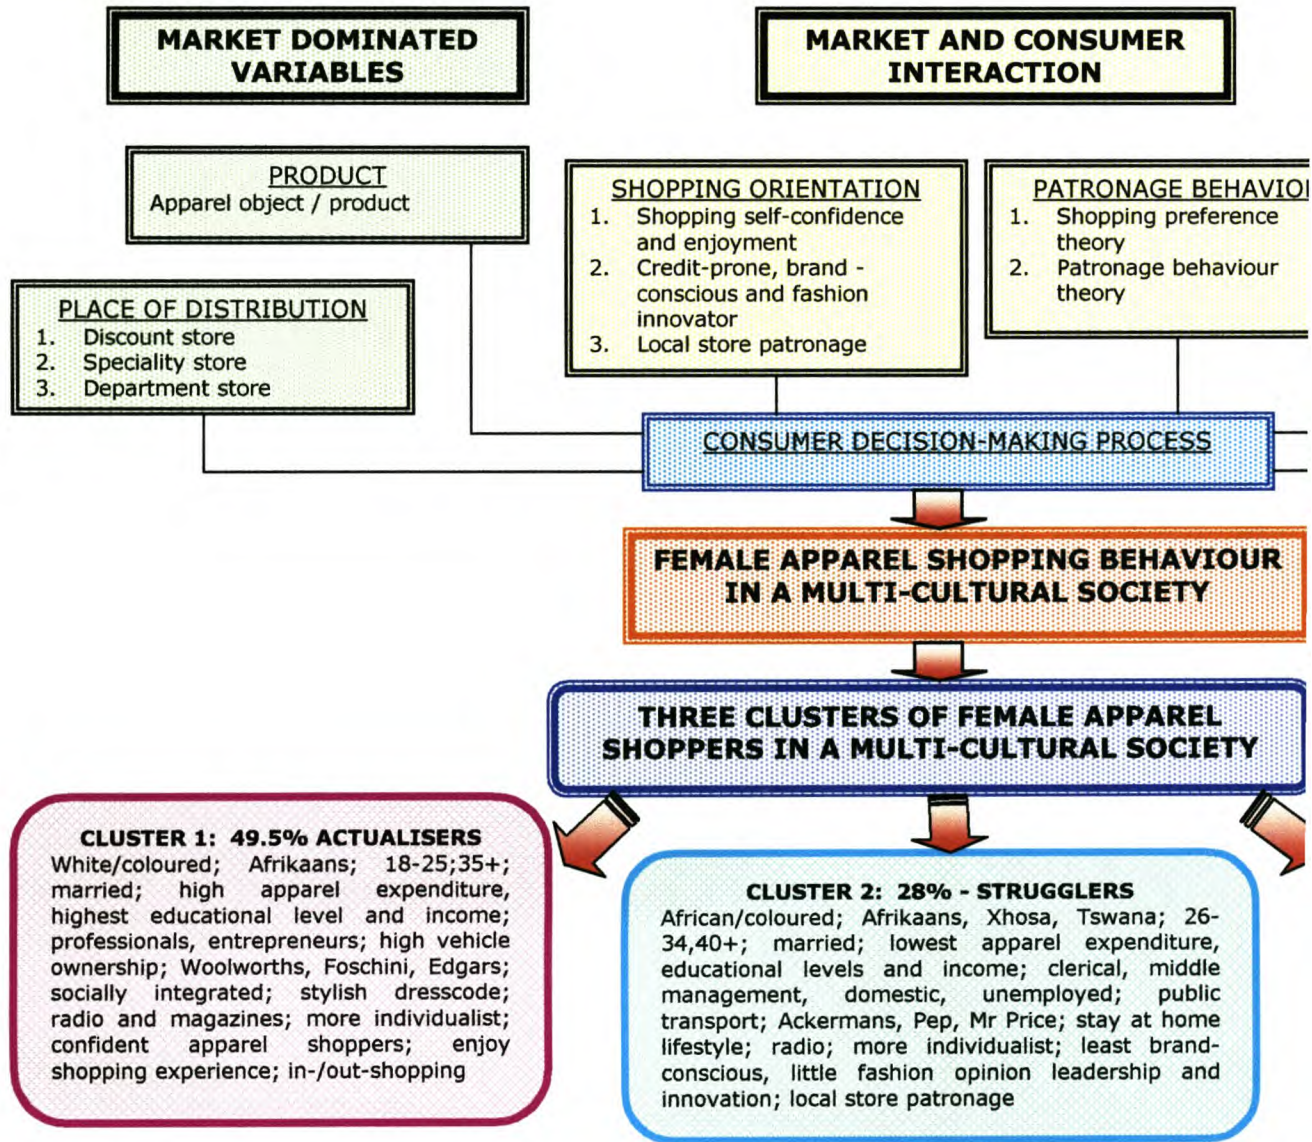 MARKET DOMINATED
VARIABLES
MARKET AND CONSUMER
INTERACTION
PRODUCT
Apparel object / product
SHOPPING ORIENTATION
1. Shopping self-confidence
and enjoyment
2. Credit-prone, brand -
conscious and fashion
innovator
3. Local store patronage
PATRONAGE BEHAVIO
1. Shopping preference
theory
2. Patronage behaviour
theory
PLACE OF DISTRIBUTION
1. Discount store
2. Speciality store
3. Department store
CONSUMER DECISION-MAKING PROCESS
FEMALE APPAREL SHOPPING BEHAVIOUR
IN A MULTI-CULTURAL SOCIETY
THREE CLUSTERS OF FEMALE APPAREL
SHOPPERS IN A MULTI-CULTURAL SOCIETY
CLUSTER 1: 49.5% ACTUALISERS
White/coloured; Afrikaans; 18-25;35+;
married; high apparel expenditure,
highest educational level and income;
professionals, entrepreneurs; high vehicle
ownership; Woolworths, Foschini, Edgars;
socially integrated; stylish dresscode;
radio and magazines; more individualist;
confident apparel shoppers; enjoy
shopping experience; in-/out-shopping
CLUSTER 2: 28% - STRUGGLERS
African/coloured; Afrikaans, Xhosa, Tswana; 26-
34,40+; married; lowest apparel expenditure,
educational levels and income; clerical, middle
management, domestic, unemployed; public
transport; Ackermans, Pep, Mr Price; stay at home
lifestyle; radio; more individualist; least brand-
conscious, little fashion opinion leadership and
innovation; local store patronage